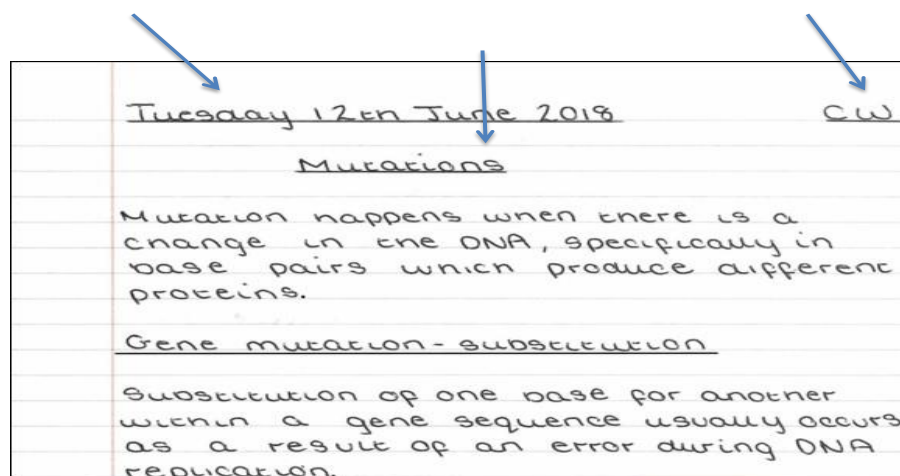 Tuesday 12th June 2018 CW
Mutations
Mutation happens when there is a
change in the DNA, specifically in
base pairs which produce different
proteins.
Gene mutation - substitution
Substitution of one base for another
within a gene sequence usually occurs
as a result of an error during DNA
replication.